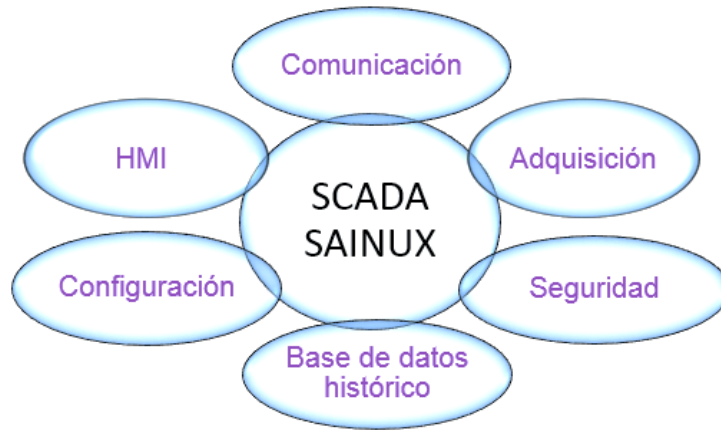 Comunicación
HMI
Adquisición
SCADA
SAINUX
Configuración
Seguridad
Base de datos
histórico